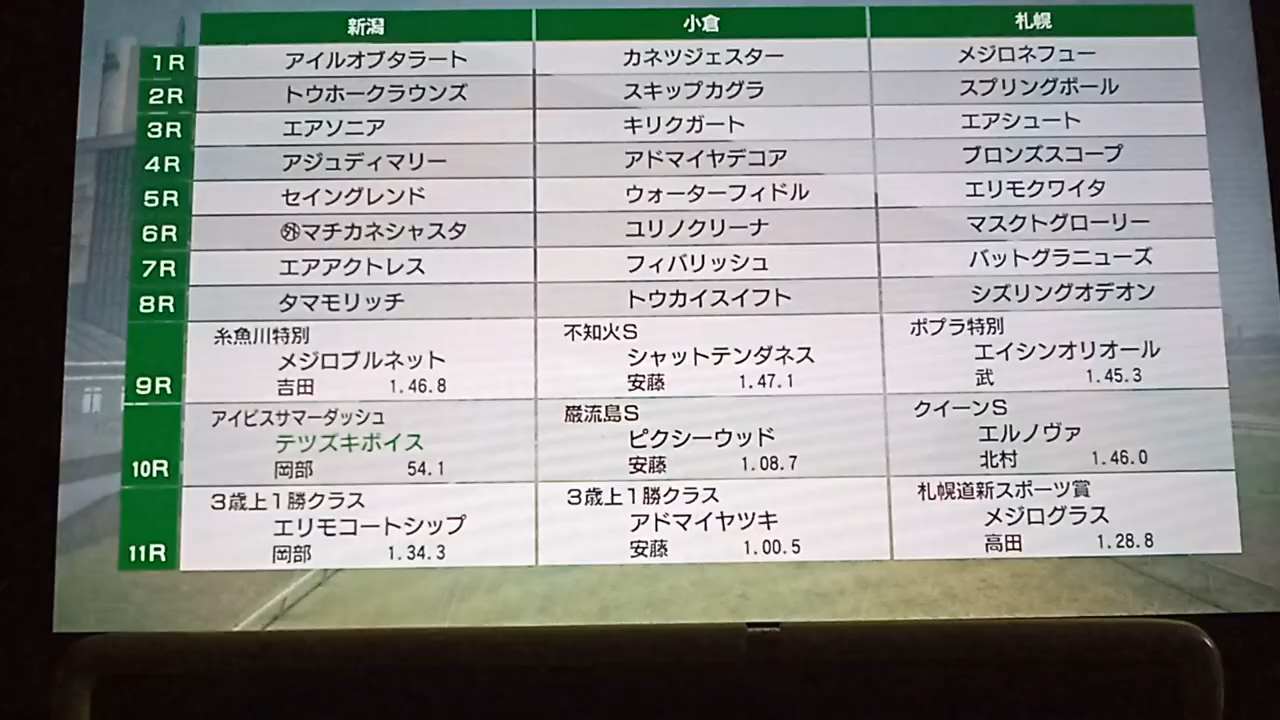 新潟 小倉 札幌
1R アイルオブタラート カネツジェスター メジロネフュー
2R トウホークラウンズ スキップカグラ スプリングボール
3R エアソニア キリクガート エアシュート
4R アジュディマリー アドマイヤデコア ブロンズスコープ
5R セイングレンド ウォーターフィドル エリモクワイタ
6R ㊕マチカネシャスタ ユリノクリーナ マスクトグローリー
7R エアアクトレス フィバリッシュ バットグラニューズ
8R タマモリッチ トウカイスイフト シズリングオデオン
糸魚川特別 不知火S ポプラ特別
メジロブルネット シャットテンダネス エイシンオリオール
9R 吉田 1.46.8 安藤 1.47.1 武 1.45.3
アイビスサマーダッシュ 巌流島S クイーンS
テツズキボイス ピクシーウッド エルノヴァ
10R 岡部 54.1 安藤 1.08.7 北村 1.46.0
3歳上1勝クラス 3歳上1勝クラス 札幌道新スポーツ賞
エリモコートシップ アドマイヤツキ メジログラス
11R 岡部 1.34.3 安藤 1.00.5 高田 1.28.8